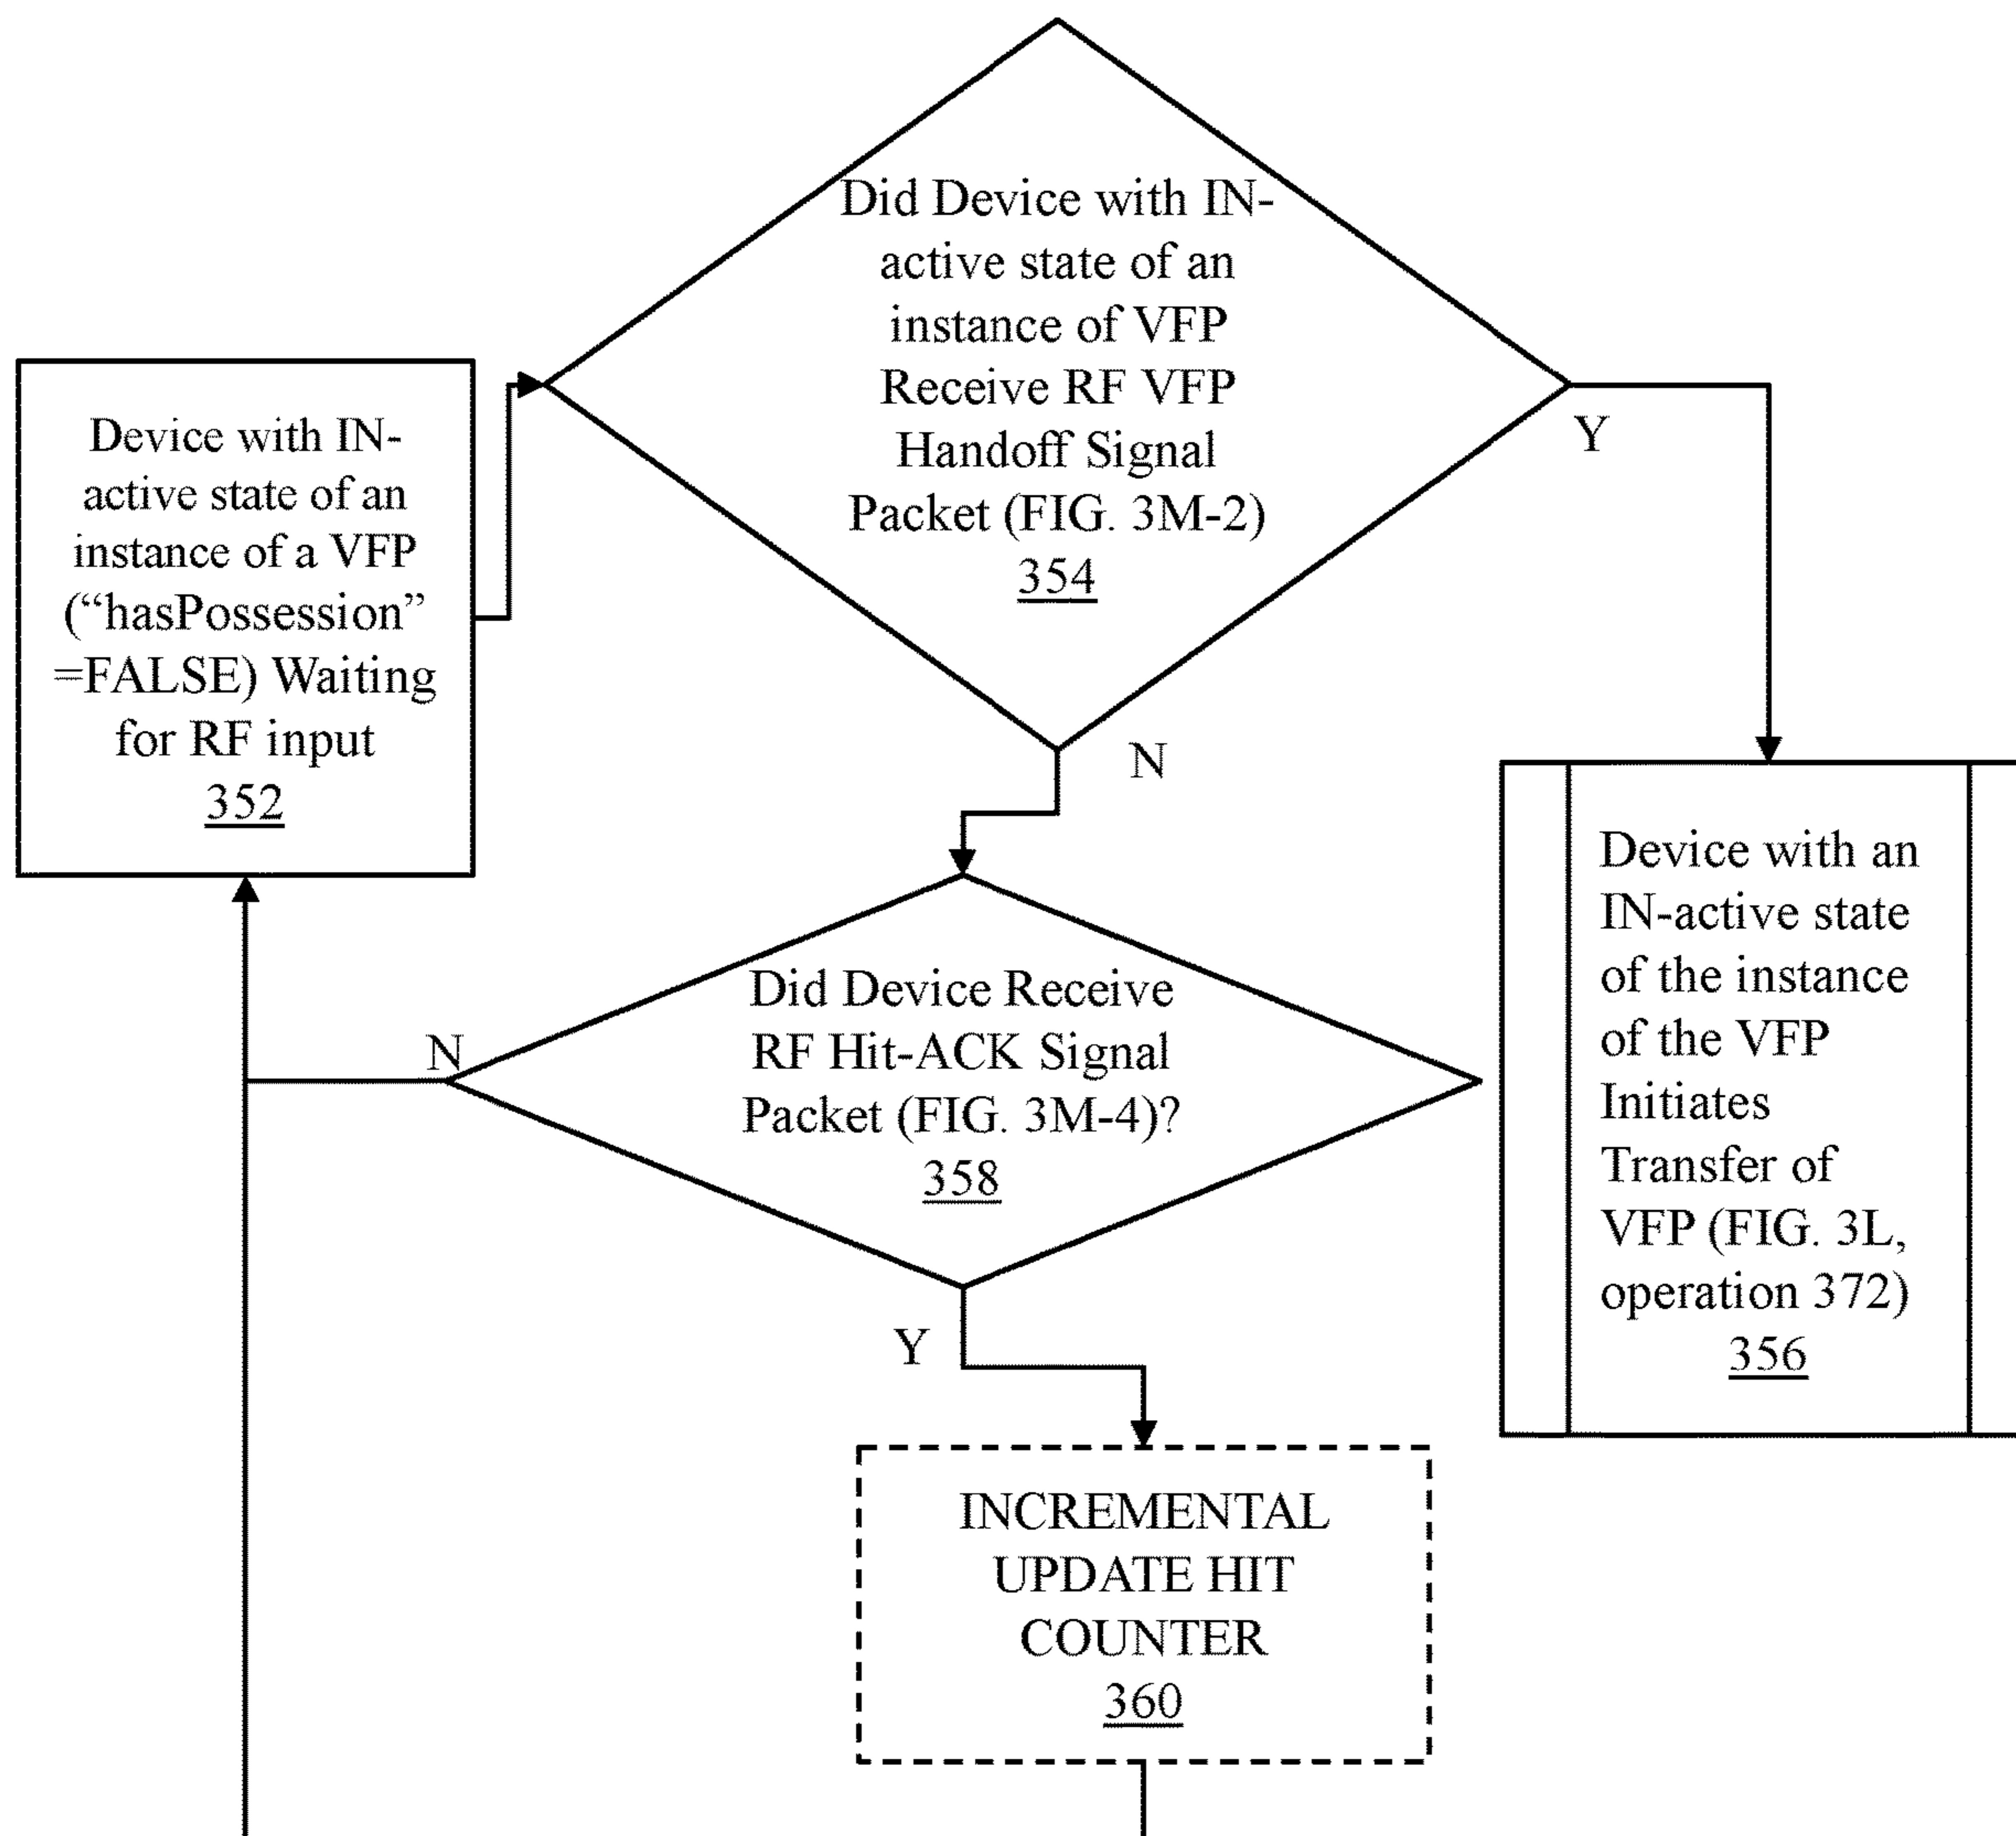 Did Device with IN-
active state of an
instance of VFP
Receive RF VFP
Handoff Signal
Packet (FIG. 3M-2)
354
Y
N
Device with IN-
active state of an
instance of a VFP
(“hasPossession”
=FALSE) Waiting
for RF input
352
Did Device Receive
RF Hit-ACK Signal
Packet (FIG. 3M-4)?
358
N
Y
Device with an
IN-active state
of the instance
of the VFP
Initiates
Transfer of
VFP (FIG. 3L,
operation 372)
356
INCREMENTAL
UPDATE HIT
COUNTER
360